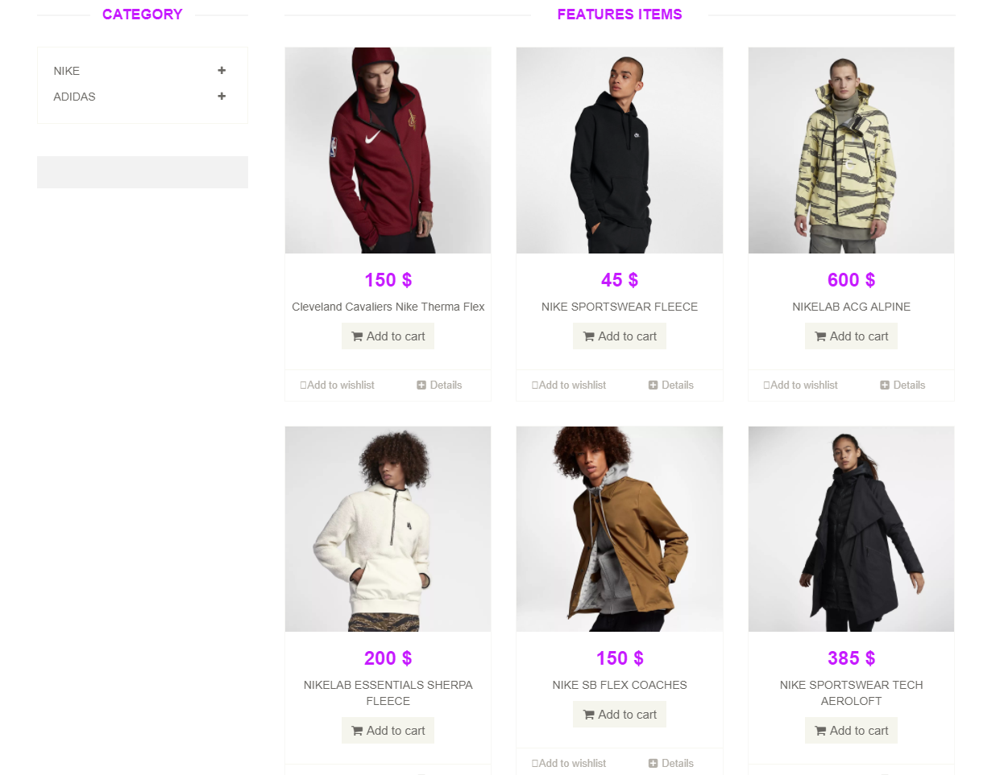 CATEGORY
FEATURES ITEMS
NIKE
ADIDAS
150 $
45 $
600 $
Cleveland Cavaliers Nike Therma Flex
NIKE SPORTSWEAR FLEECE
NIKELAB ACG ALPINE
Add to cart
Add to cart
Add to cart
Add to wishlist
Details
Add to wishlist
Details
Add to wishlist
Details
200 $
150 $
385 $
NIKELAB ESSENTIALS SHERPA
FLEECE
NIKE SB FLEX COACHES
NIKE SPORTSWEAR TECH
AEROLOFT
Add to cart
Add to cart
Add to cart
Add to wishlist
Details